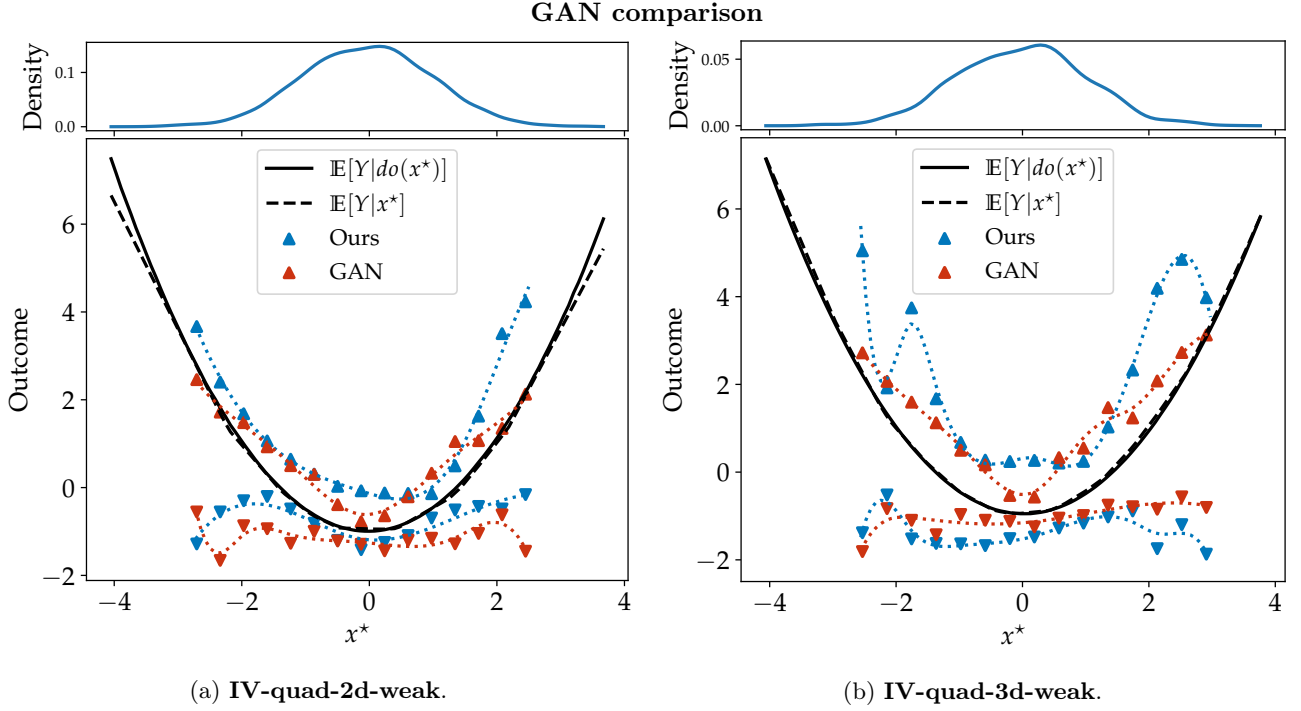 GAN comparison
Density
0.1
0.0
Outcome
6
4
2
0
−2
𝔼[Y|do(x⋆)]
𝔼[Y|x⋆]
Ours
GAN
−4 −2 0 2 4
x⋆
(a) IV-quad-2d-weak.
Density
0.05
0.00
Outcome
6
4
2
0
−2
𝔼[Y|do(x⋆)]
𝔼[Y|x⋆]
Ours
GAN
−4 −2 0 2 4
x⋆
(b) IV-quad-3d-weak.